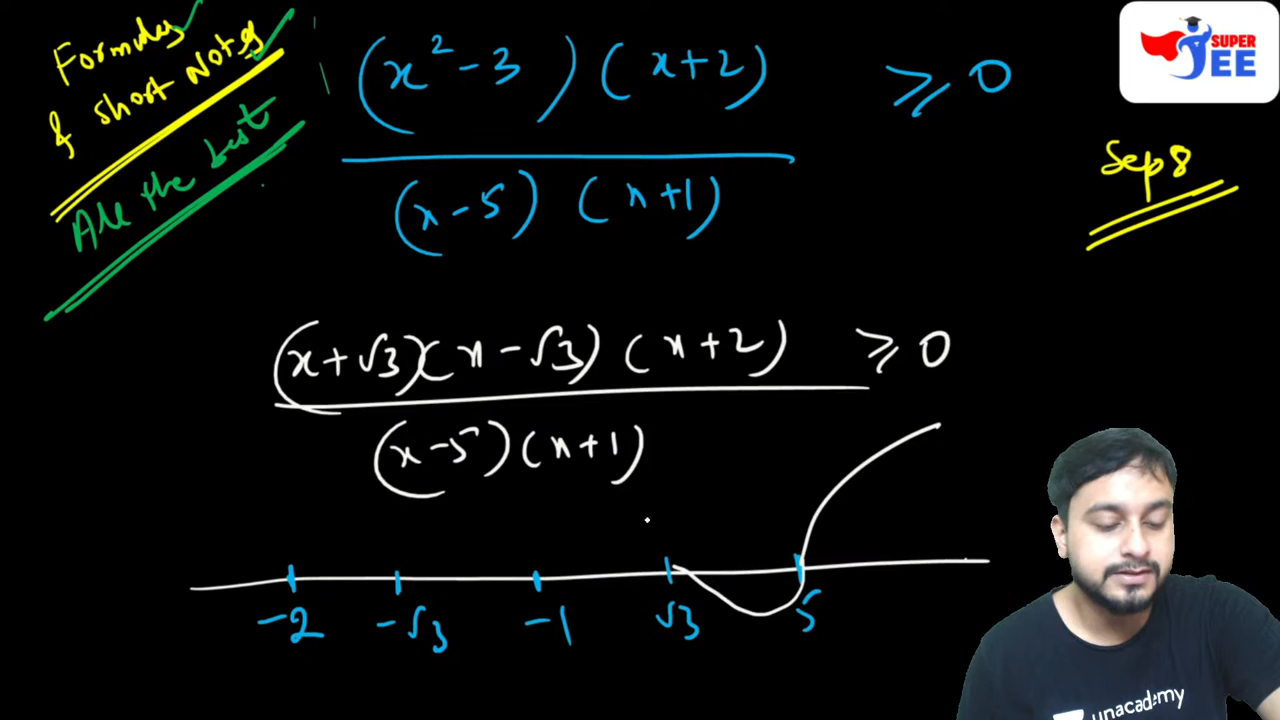 Formulas
& short Notes
All the best
(x²-3)(x+2) ⩾ 0
(x-5)(x+1)
SUPER
JEE
Sep 8
(x+√3)(x-√3)(x+2) ⩾ 0
(x-5)(x+1)
-2 -√3 -1 √3 5
unacademy